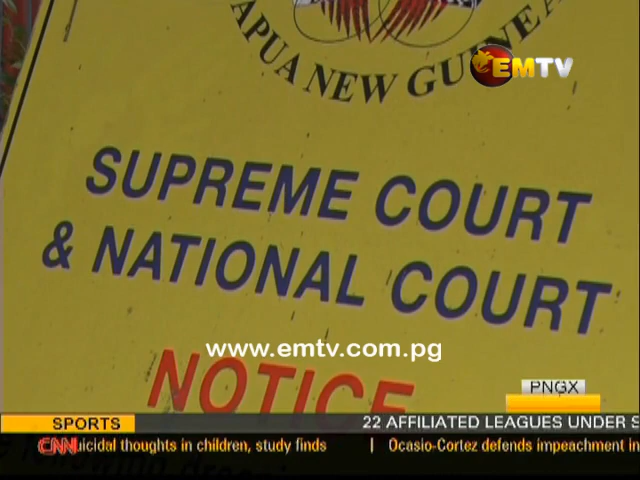 PAPUA NEW GUINEA
EMTV
SUPREME COURT
& NATIONAL COURT
www.emtv.com.pg
NOTICE
PNGX
SPORTS
22 AFFILIATED LEAGUES UNDER S
CNN uicidal thoughts in children, study finds | Ocasio-Cortez defends impeachment in